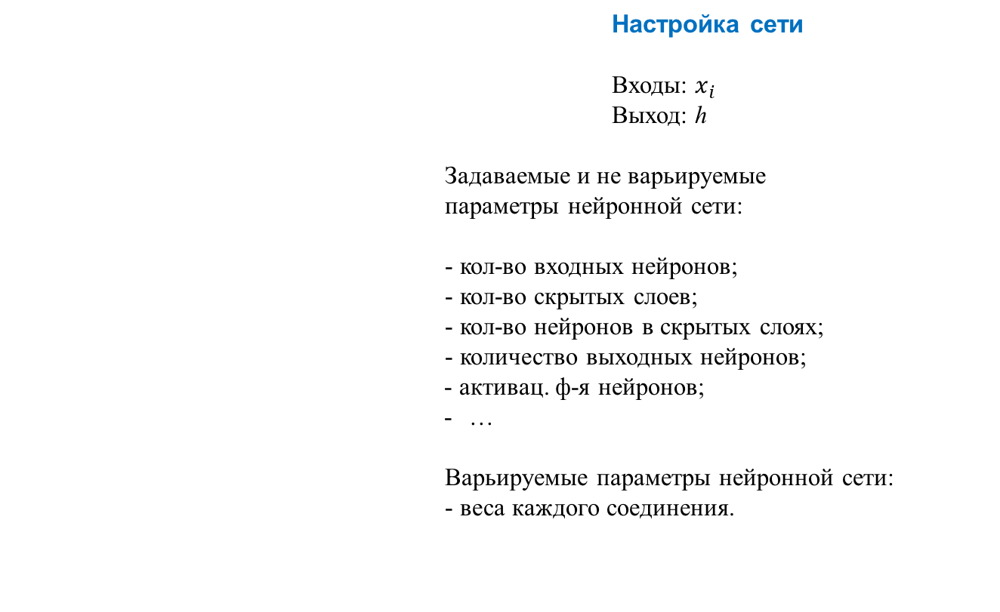 Настройка сети
Входы: 𝑥𝑖
Выход: h
Задаваемые и не варьируемые
параметры нейронной сети:
- кол-во входных нейронов;
- кол-во скрытых слоев;
- кол-во нейронов в скрытых слоях;
- количество выходных нейронов;
- активац. ф-я нейронов;
- …
Варьируемые параметры нейронной сети:
- веса каждого соединения.